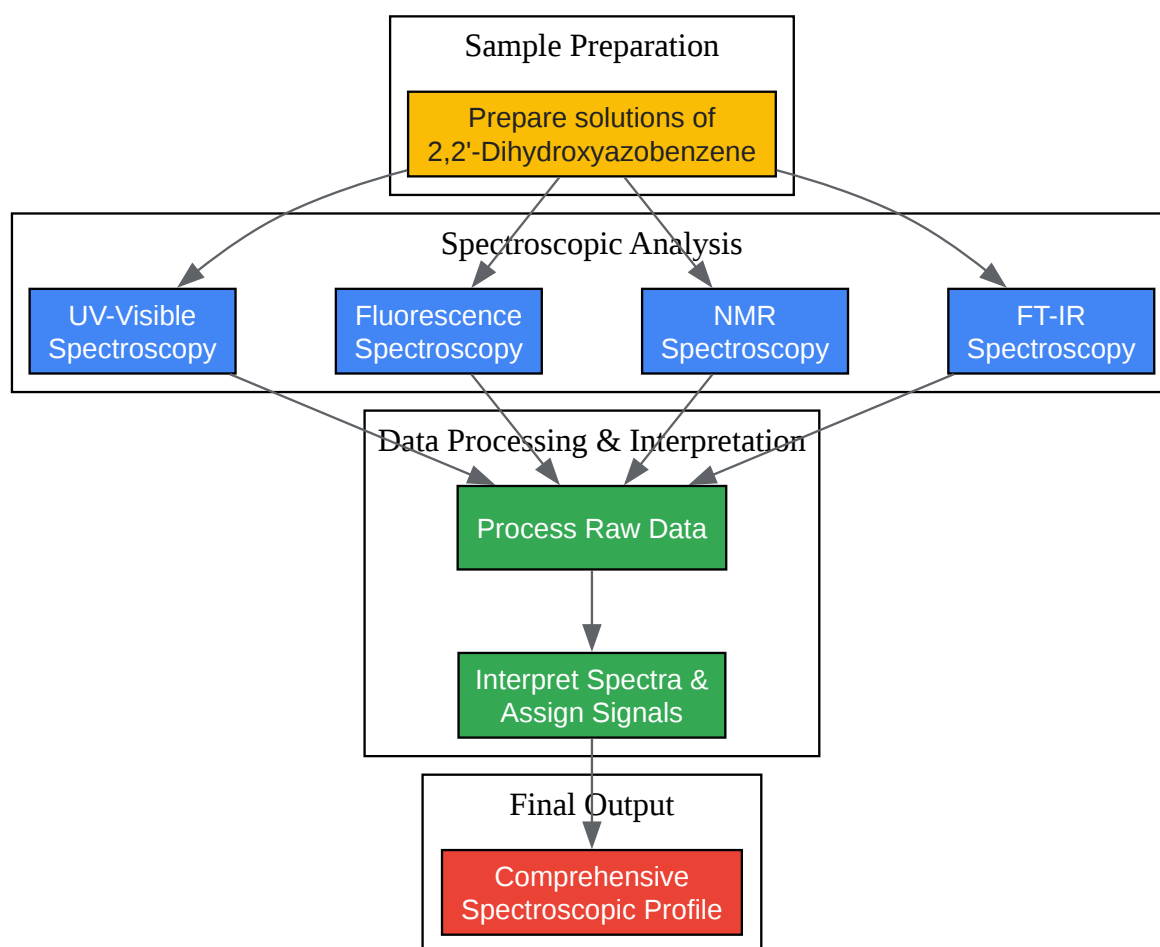 Sample Preparation
Prepare solutions of
2,2'-Dihydroxyazobenzene
Spectroscopic Analysis
UV-Visible
Spectroscopy
Fluorescence
Spectroscopy
NMR
Spectroscopy
FT-IR
Spectroscopy
Data Processing & Interpretation
Process Raw Data
Interpret Spectra &
Assign Signals
Final Output
Comprehensive
Spectroscopic Profile